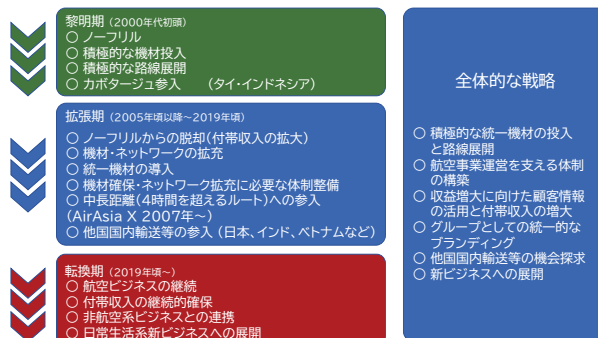 黎明期（2000年代初頭）
○ ノーフリル
○ 積極的な機材投入
○ 積極的な路線展開
○ カボタージュ参入　（タイ・インドネシア）
拡張期（2005年頃以降～2019年頃）
○ ノーフリルからの脱却（付帯収入の拡大）
○ 機材・ネットワークの拡充
○ 統一機材の導入
○ 機材確保・ネットワーク拡充に必要な体制整備
○ 中長距離（4時間を超えるルート）への参入
（AirAsia X 2007年～）
○ 他国国内輸送等の参入（日本、インド、ベトナムなど）
転換期（2019年頃～）
○ 航空ビジネスの継続
○ 付帯収入の継続的確保
○ 非航空系ビジネスとの連携
○ 日常生活系新ビジネスへの展開
全体的な戦略
○ 積極的な統一機材の投入
と路線展開
○ 航空事業運営を支える体制
の構築
○ 収益増大に向けた顧客情報
の活用と付帯収入の増大
○ グループとしての統一的な
ブランディング
○ 他国国内輸送等の機会探求
○ 新ビジネスへの展開